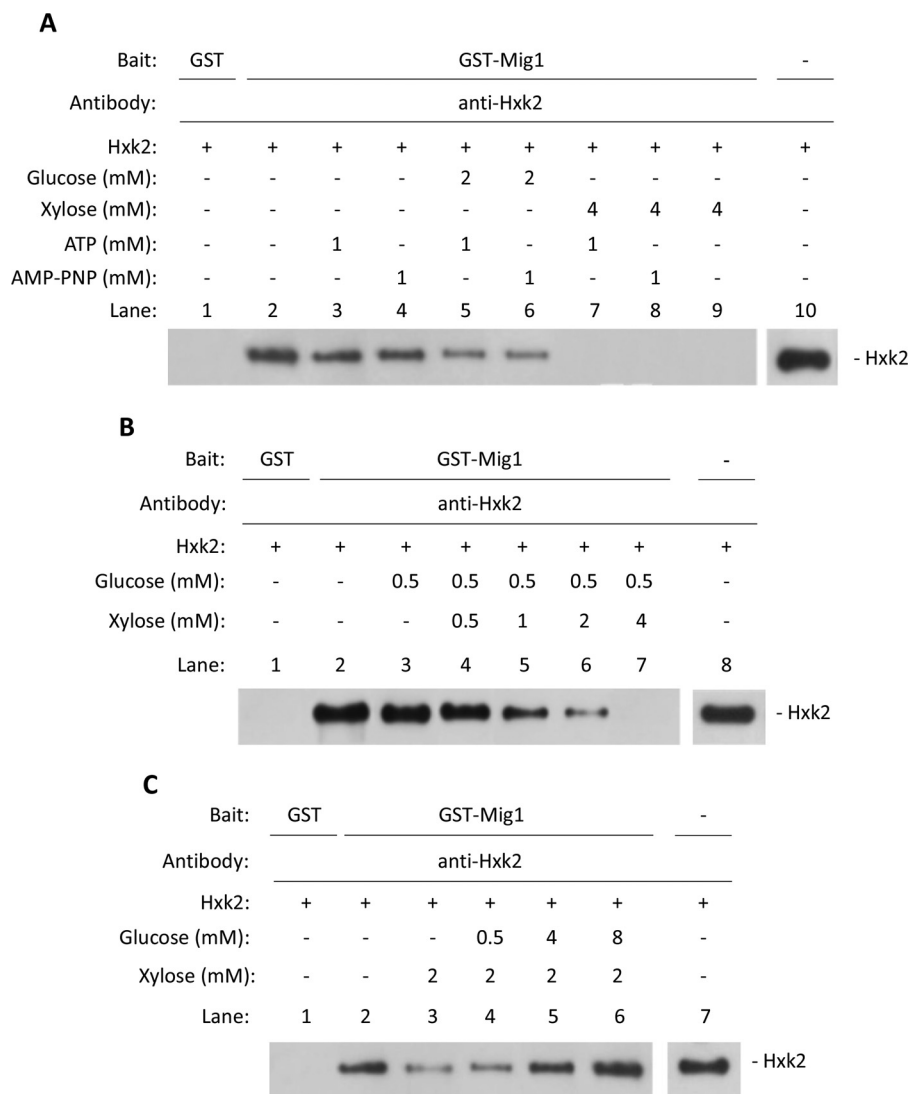 A
Bait: GST GST-Mig1 -
Antibody: anti-Hxk2
Hxk2: + + + + + + + + + +
Glucose (mM): - - - - 2 2 - - - -
Xylose (mM): - - - - - - 4 4 4 -
ATP (mM): - - 1 - 1 - 1 - - -
AMP-PNP (mM): - - - 1 - 1 - 1 - -
Lane: 1 2 3 4 5 6 7 8 9 10
- Hxk2
B
Bait: GST GST-Mig1 -
Antibody: anti-Hxk2
Hxk2: + + + + + + + +
Glucose (mM): - - 0.5 0.5 0.5 0.5 0.5 -
Xylose (mM): - - - 0.5 1 2 4 -
Lane: 1 2 3 4 5 6 7 8
- Hxk2
C
Bait: GST GST-Mig1 -
Antibody: anti-Hxk2
Hxk2: + + + + + + +
Glucose (mM): - - - 0.5 4 8 -
Xylose (mM): - - 2 2 2 2 -
Lane: 1 2 3 4 5 6 7
- Hxk2